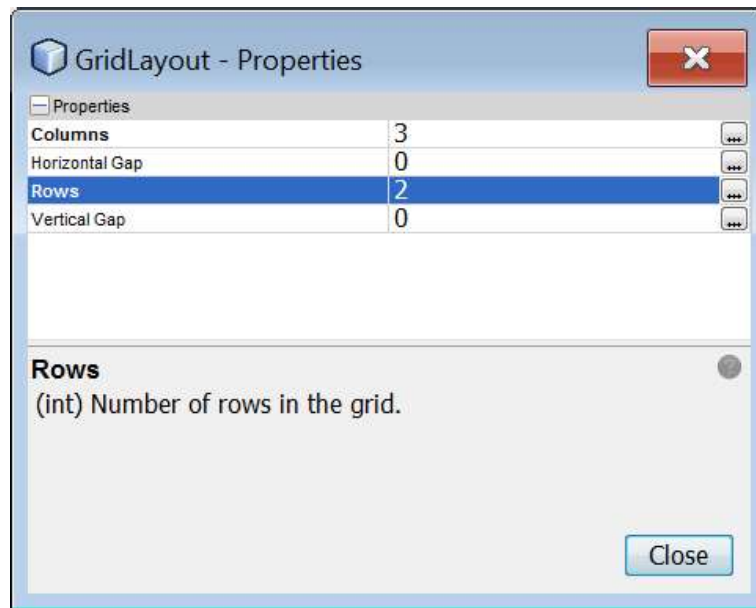 GridLayout - Properties
Properties
Columns 3 ...
Horizontal Gap 0 ...
Rows 2 ...
Vertical Gap 0 ...
Rows
(int) Number of rows in the grid.
Close